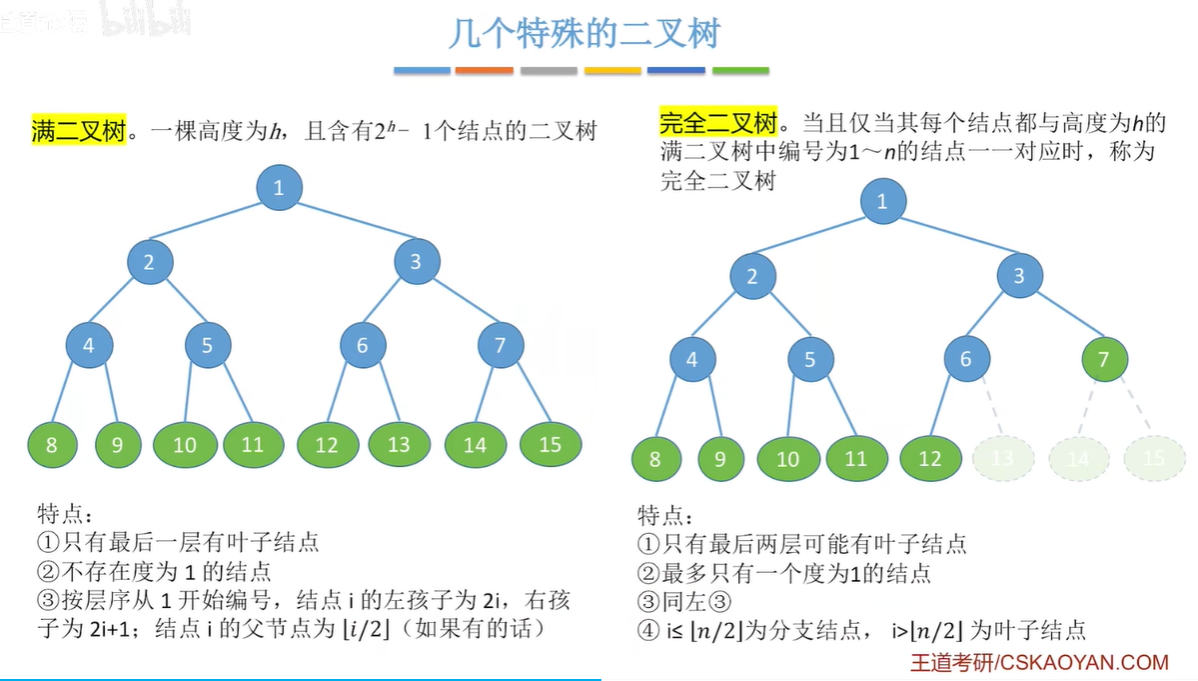 bilibili
几个特殊的二叉树
满二叉树。一棵高度为h，且含有2ʰ− 1个结点的二叉树
1
2
3
4
5
6
7
8
9
10
11
12
13
14
15
特点：
①只有最后一层有叶子结点
②不存在度为 1 的结点
③按层序从 1 开始编号，结点 i 的左孩子为 2i，右孩
子为 2i+1；结点 i 的父节点为 ⌊i/2⌋（如果有的话）
完全二叉树。当且仅当其每个结点都与高度为h的
满二叉树中编号为1～n的结点一一对应时，称为
完全二叉树
1
2
3
4
5
6
7
8
9
10
11
12
13
14
15
特点：
①只有最后两层可能有叶子结点
②最多只有一个度为1的结点
③同左③
④ i≤ ⌊n/2⌋为分支结点， i>⌊n/2⌋ 为叶子结点
王道考研/CSKAOYAN.COM